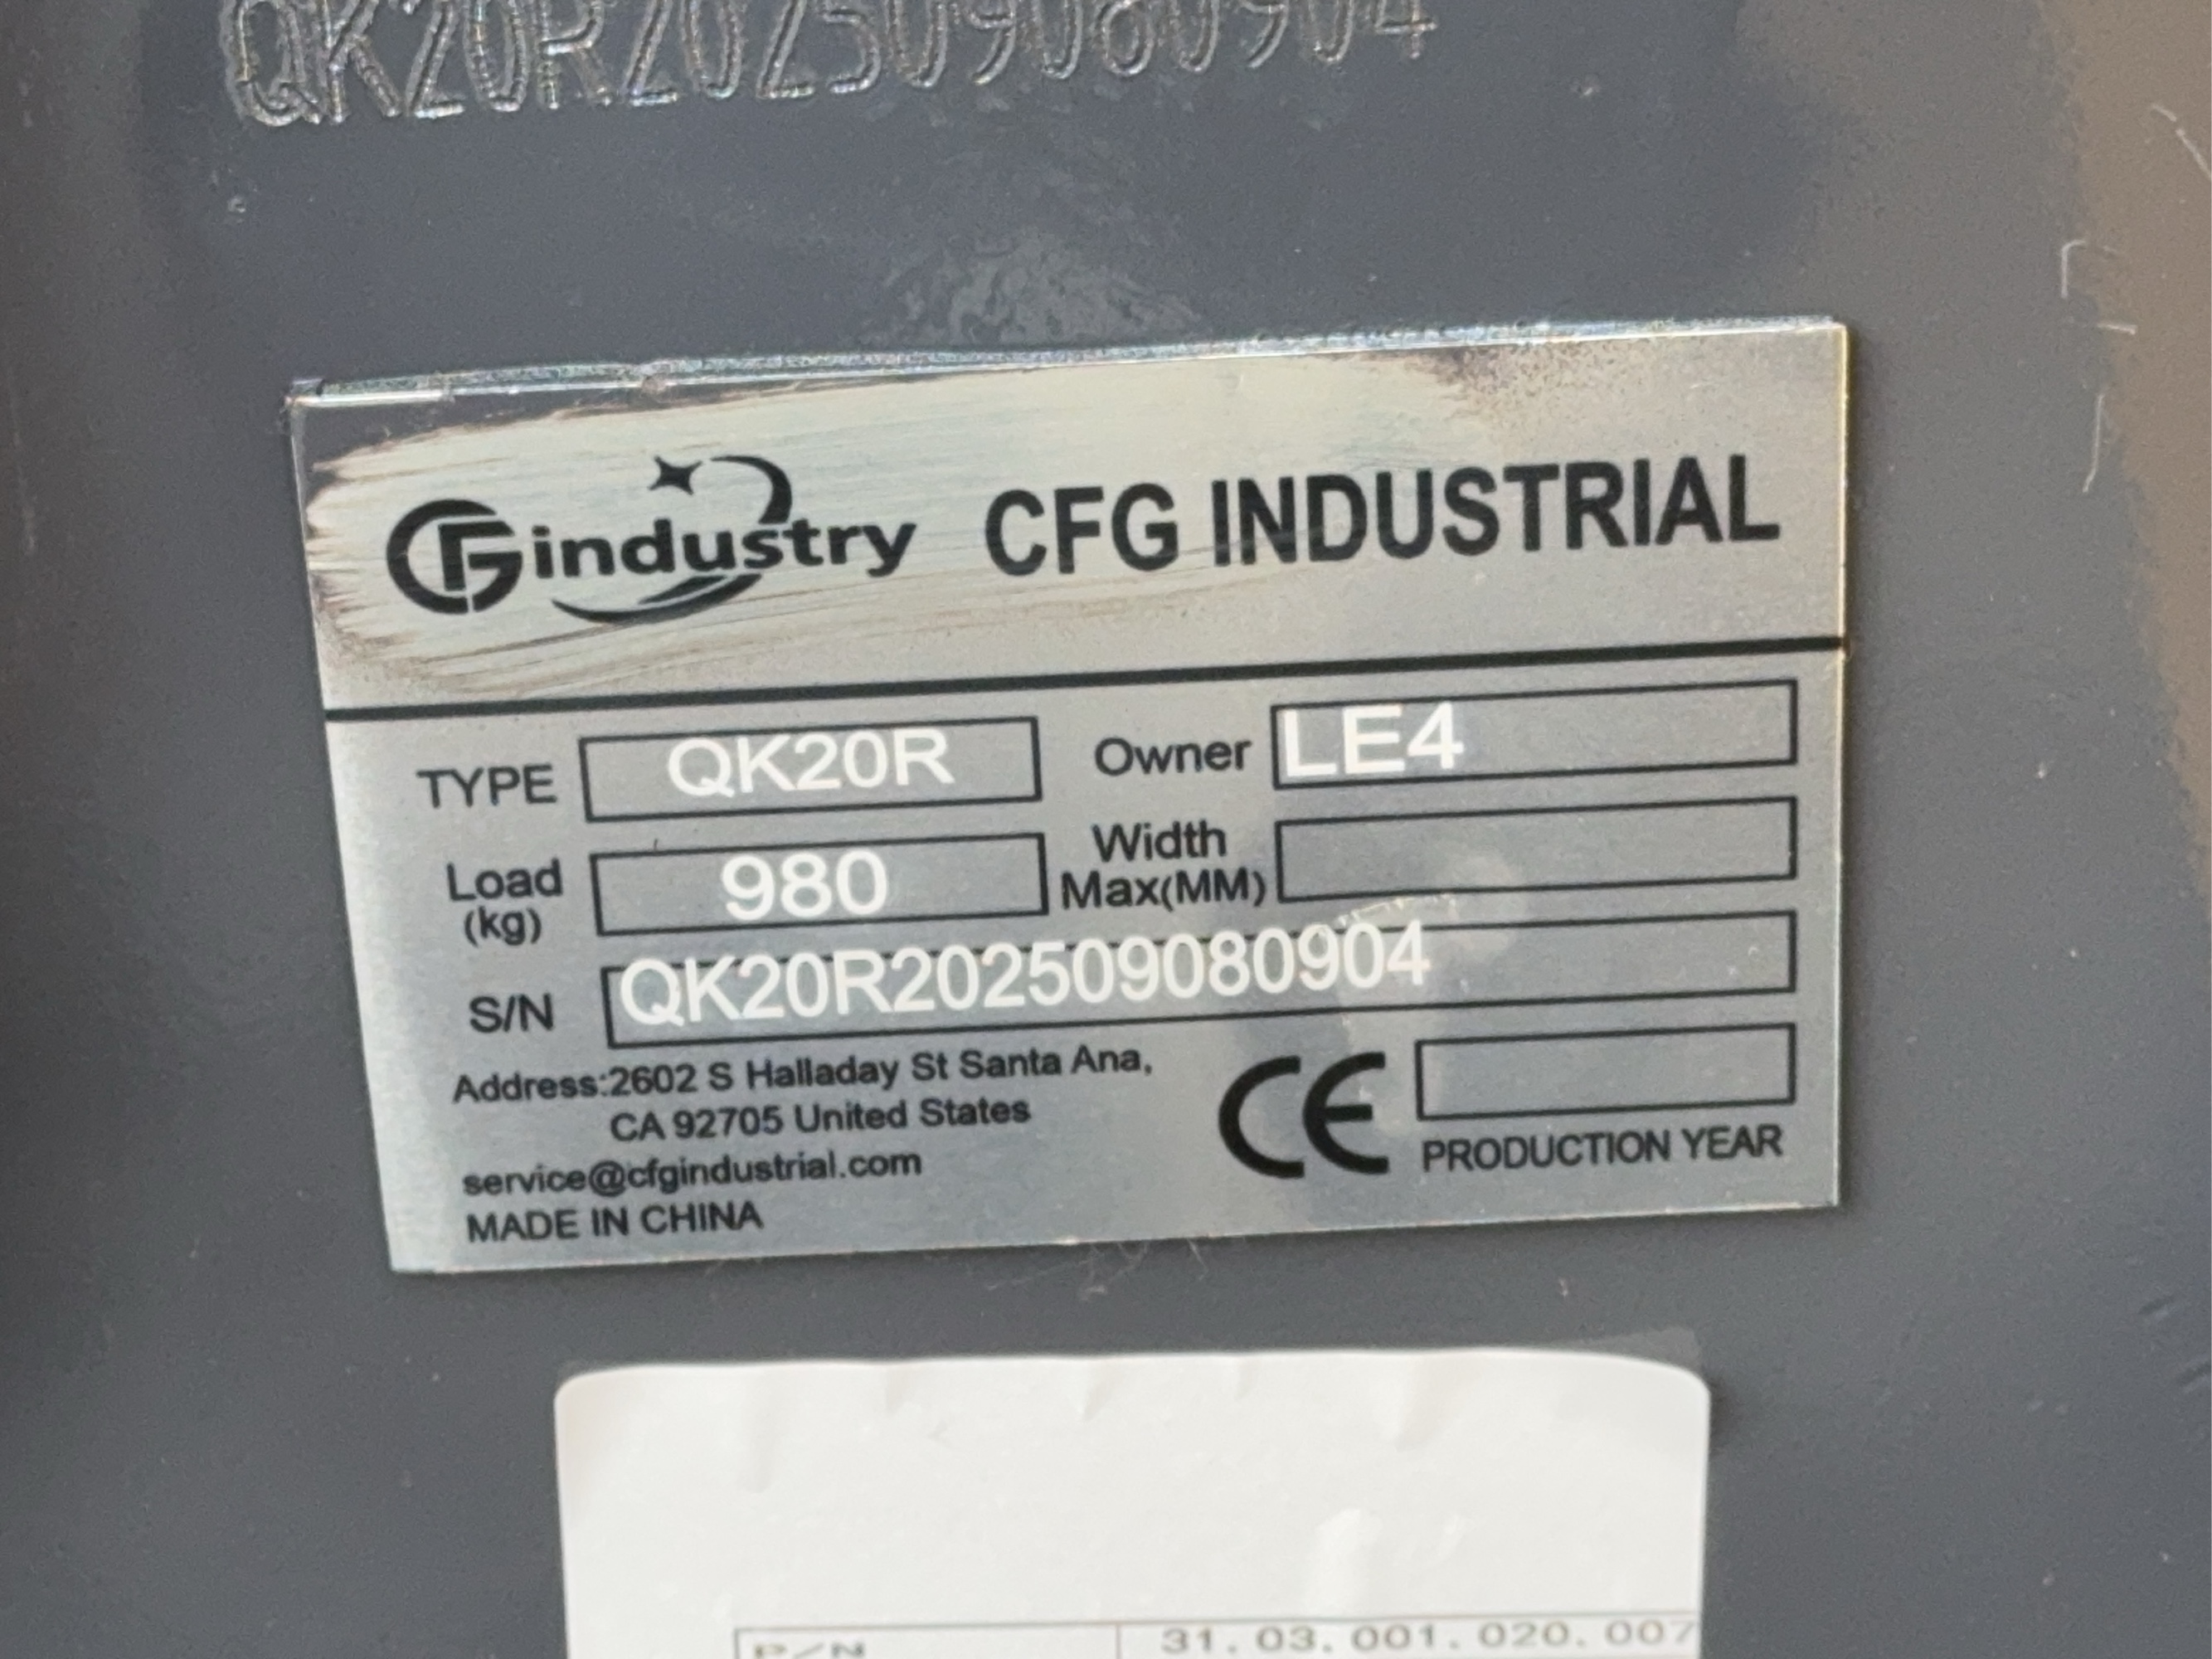 QK20R202509080904
CFG industry CFG INDUSTRIAL
TYPE QK20R Owner LE4
Load (kg) 980 Width Max(MM)
S/N QK20R202509080904
Address:2602 S Halladay St Santa Ana,
CA 92705 United States
service@cfgindustrial.com
MADE IN CHINA
CE PRODUCTION YEAR
P/N 31.03.001.020.007